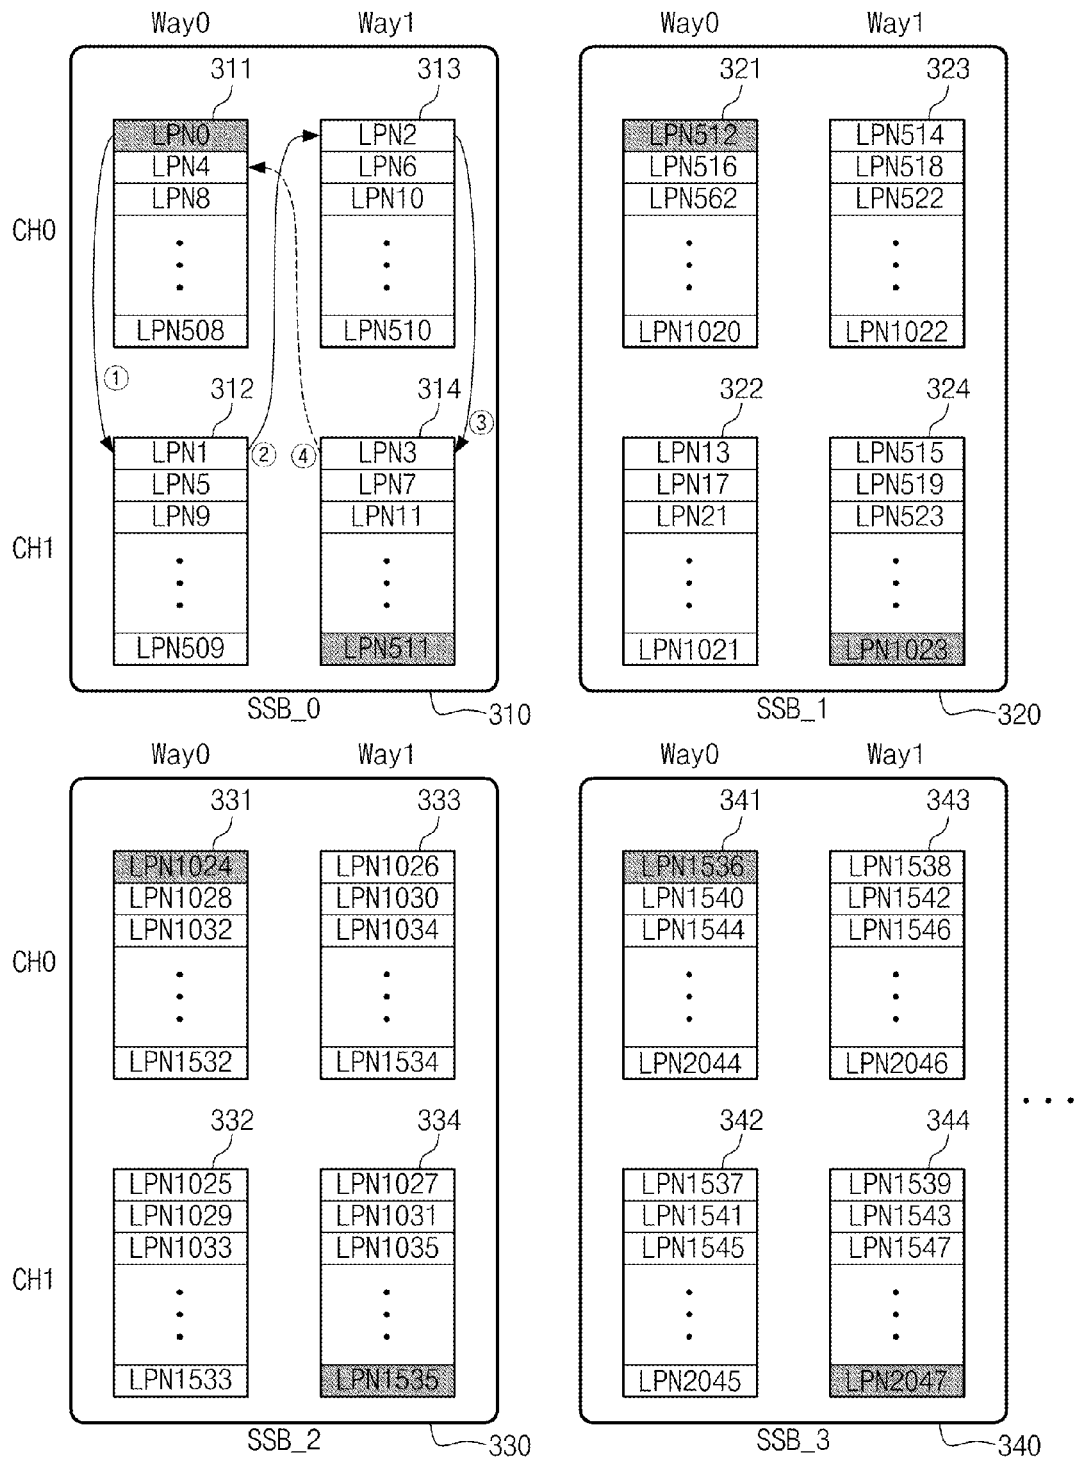 Way0 Way1 Way0 Way1
311 313 321 323
LPN0 LPN2 LPN512 LPN514
LPN4 LPN6 LPN516 LPN518
LPN8 LPN10 LPN562 LPN522
CH0
LPN508 LPN510 LPN1020 LPN1022
① 312 314 ③ 322 324
LPN1 ② ④ LPN3 LPN13 LPN515
LPN5 LPN7 LPN17 LPN519
LPN9 LPN11 LPN21 LPN523
CH1
LPN509 LPN511 LPN1021 LPN1023
SSB_0 310 SSB_1 320
Way0 Way1 Way0 Way1
331 333 341 343
LPN1024 LPN1026 LPN1536 LPN1538
LPN1028 LPN1030 LPN1540 LPN1542
LPN1032 LPN1034 LPN1544 LPN1546
CH0
LPN1532 LPN1534 LPN2044 LPN2046
332 334 342 344
LPN1025 LPN1027 LPN1537 LPN1539
LPN1029 LPN1031 LPN1541 LPN1543
LPN1033 LPN1035 LPN1545 LPN1547
CH1
LPN1533 LPN1535 LPN2045 LPN2047
SSB_2 330 SSB_3 340